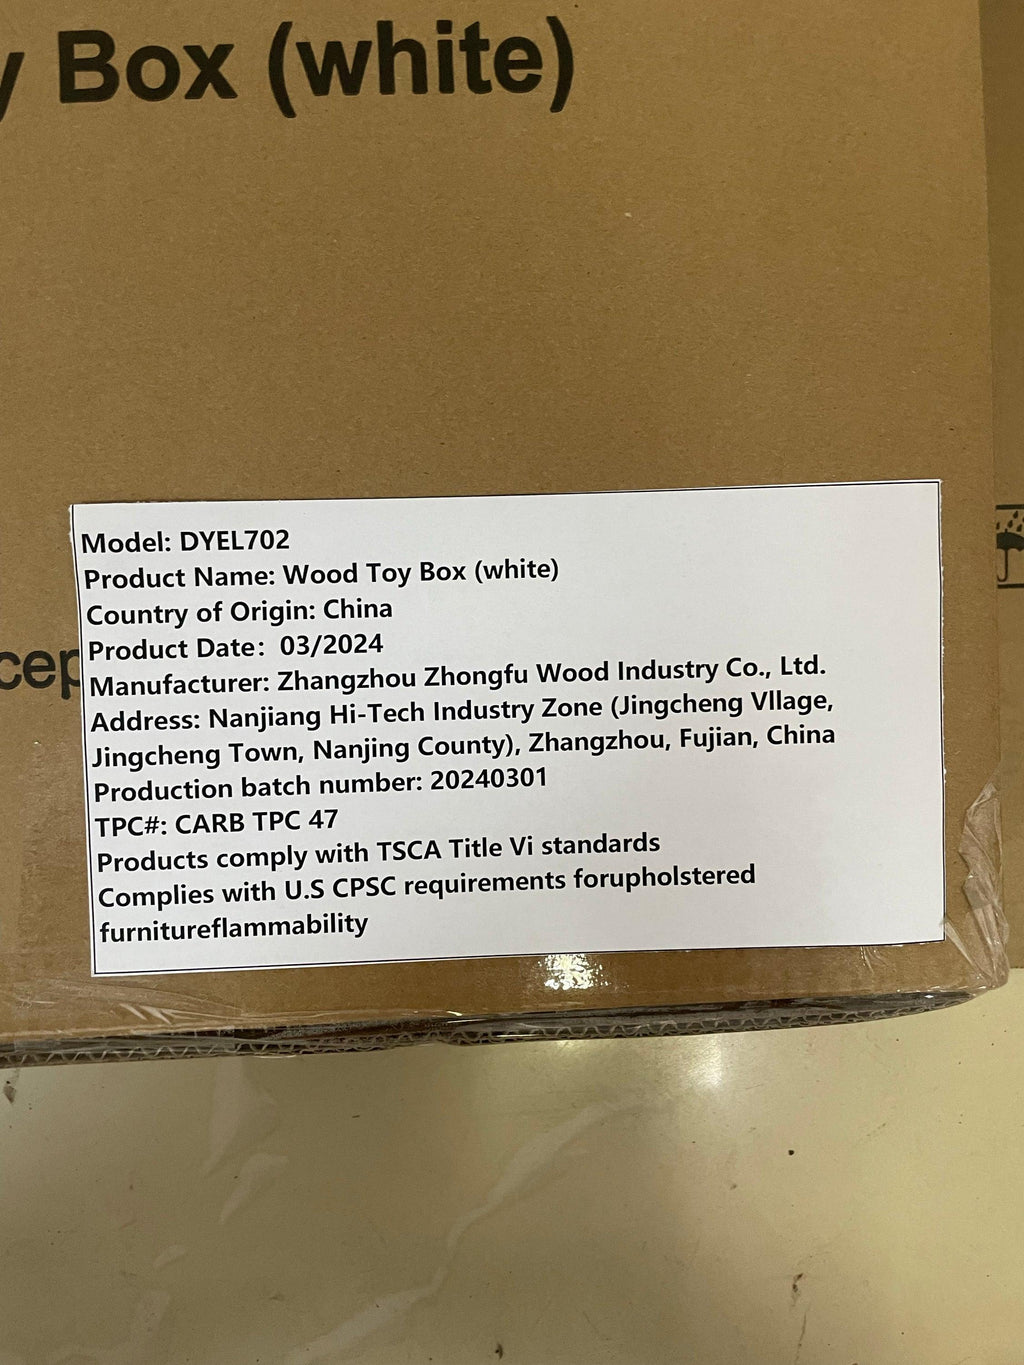 y Box (white)
cep
Model: DYEL702
Product Name: Wood Toy Box (white)
Country of Origin: China
Product Date: 03/2024
Manufacturer: Zhangzhou Zhongfu Wood Industry Co., Ltd.
Address: Nanjiang Hi-Tech Industry Zone (Jingcheng VIlage,
Jingcheng Town, Nanjing County), Zhangzhou, Fujian, China
Production batch number: 20240301
TPC#: CARB TPC 47
Products comply with TSCA Title Vi standards
Complies with U.S CPSC requirements forupholstered
furnitureflammability